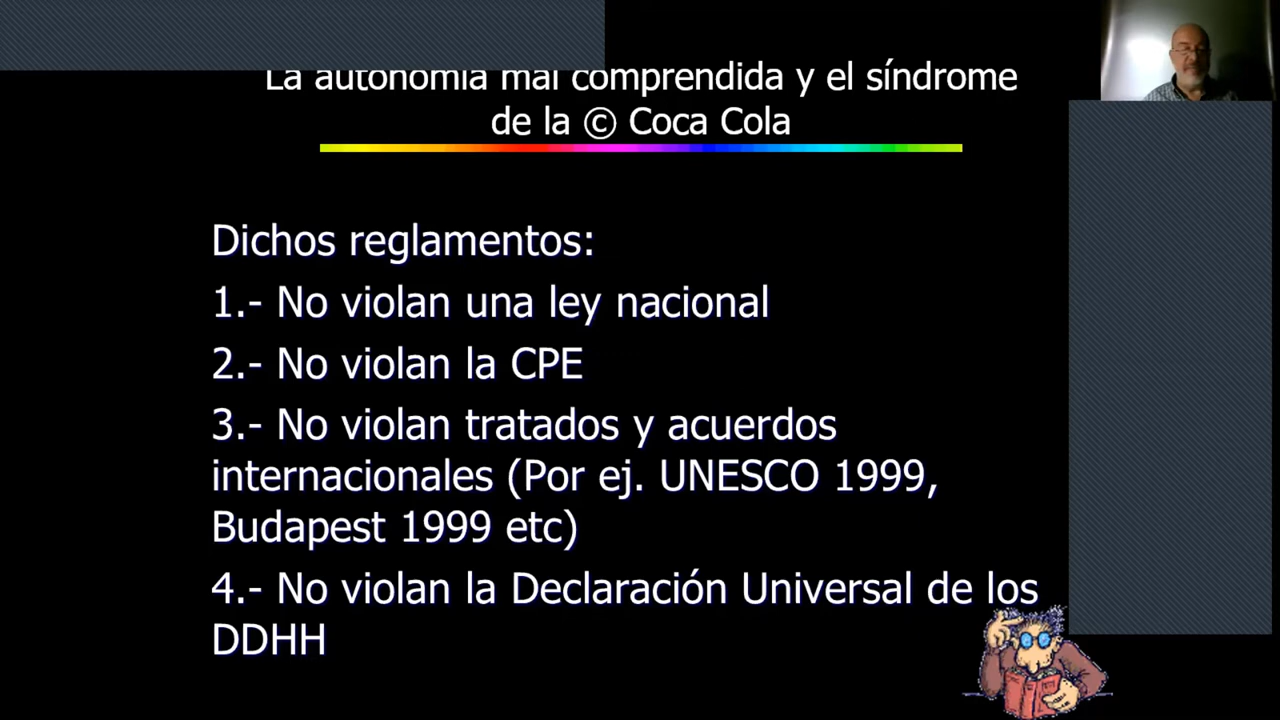 La autonomía mal comprendida y el síndrome
de la © Coca Cola
Dichos reglamentos:
1.- No violan una ley nacional
2.- No violan la CPE
3.- No violan tratados y acuerdos
internacionales (Por ej. UNESCO 1999,
Budapest 1999 etc)
4.- No violan la Declaración Universal de los
DDHH